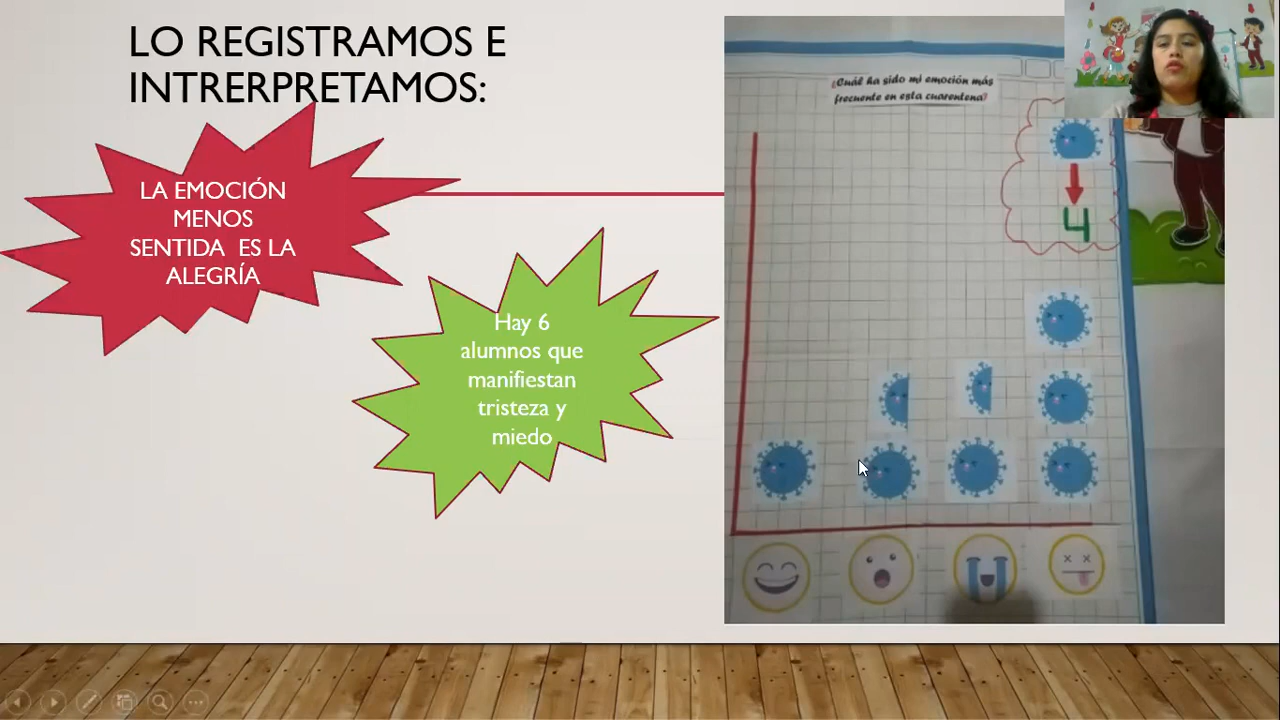 LO REGISTRAMOS E
INTRERPRETAMOS:
LA EMOCIÓN
MENOS
SENTIDA ES LA
ALEGRÍA
Hay 6
alumnos que
manifiestan
tristeza y
miedo
¿Cuál ha sido mi emoción más
frecuente en esta cuarentena?
4